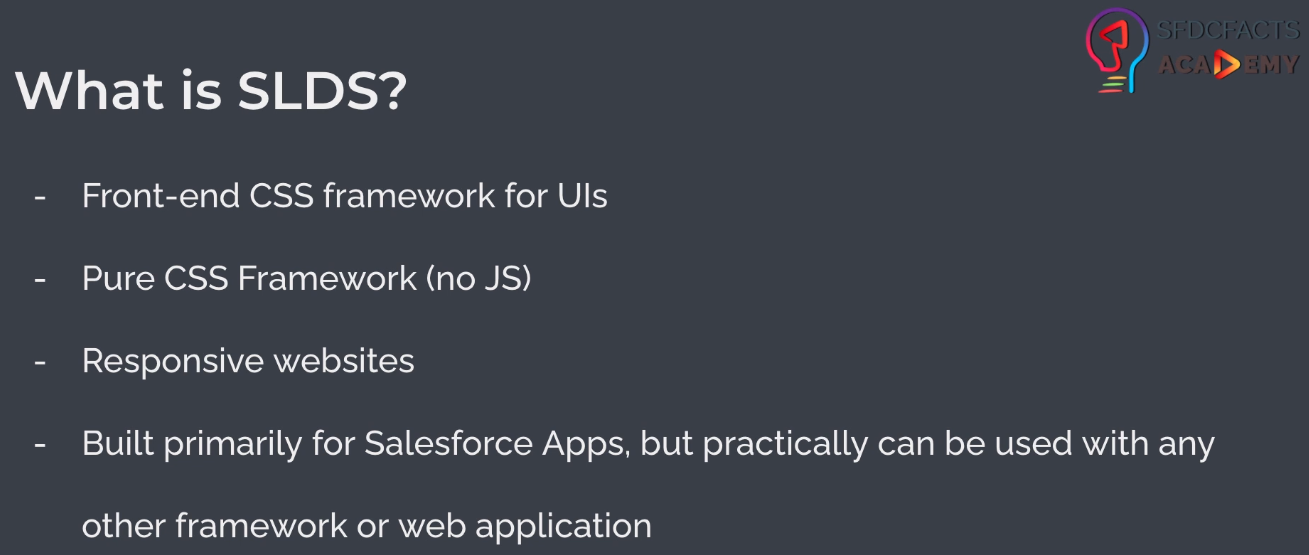 SFDCFACTS
ACADEMY
What is SLDS?
- Front-end CSS framework for UIs
- Pure CSS Framework (no JS)
- Responsive websites
- Built primarily for Salesforce Apps, but practically can be used with any
other framework or web application